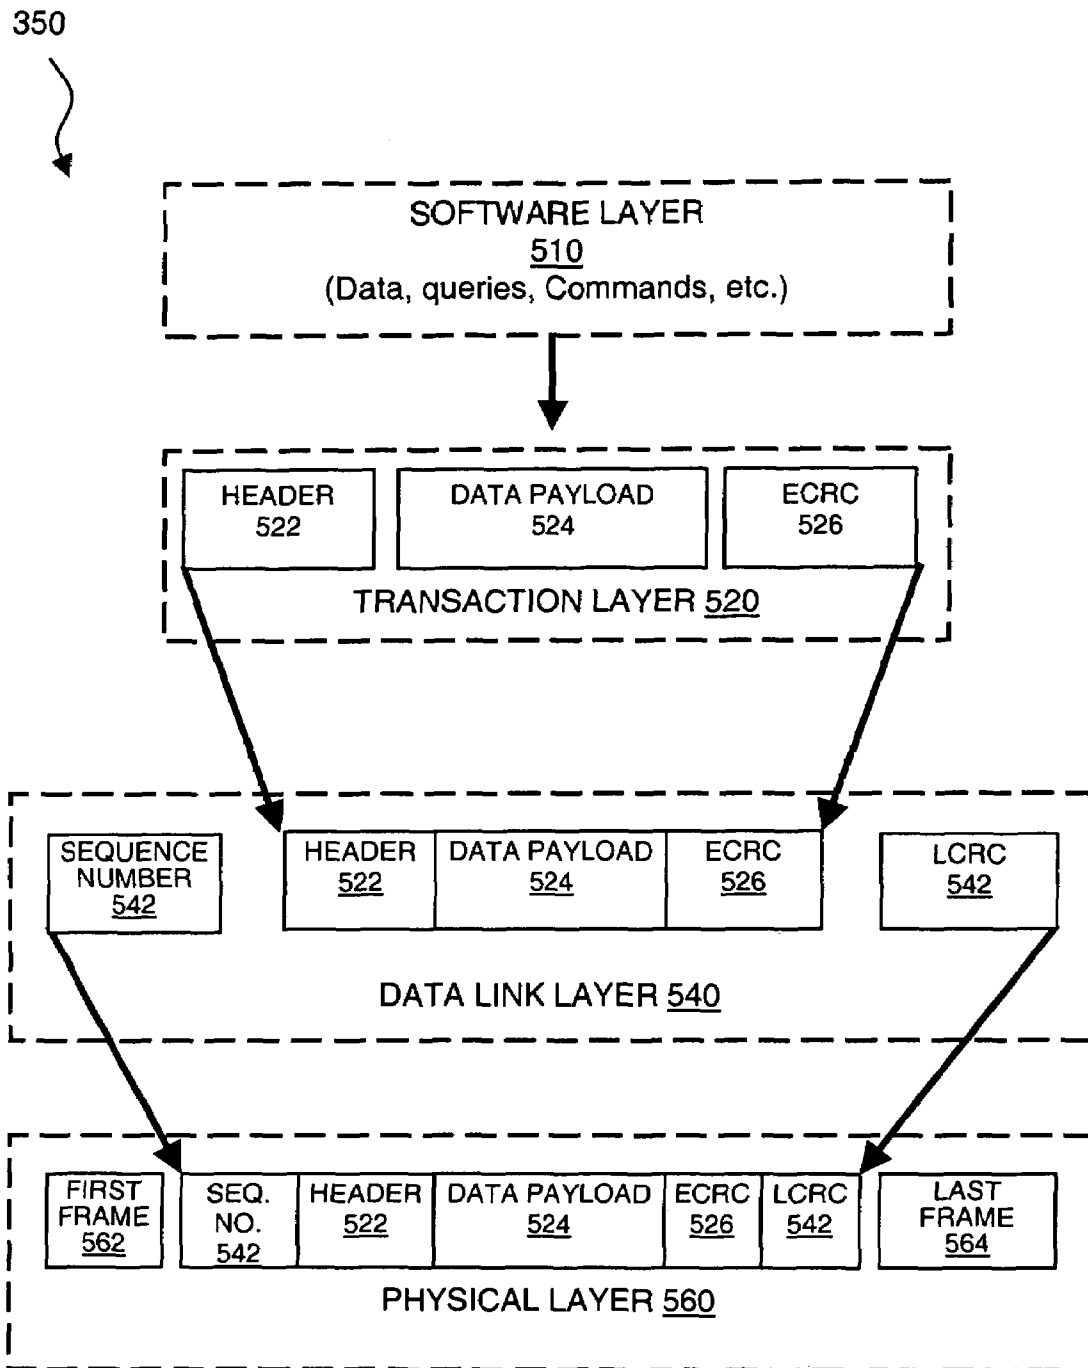 350
SOFTWARE LAYER
510
(Data, queries, Commands, etc.)
HEADER
522
DATA PAYLOAD
524
ECRC
526
TRANSACTION LAYER 520
SEQUENCE
NUMBER
542
HEADER
522
DATA PAYLOAD
524
ECRC
526
LCRC
542
DATA LINK LAYER 540
FIRST
FRAME
562
SEQ.
NO.
542
HEADER
522
DATA PAYLOAD
524
ECRC
526
LCRC
542
LAST
FRAME
564
PHYSICAL LAYER 560